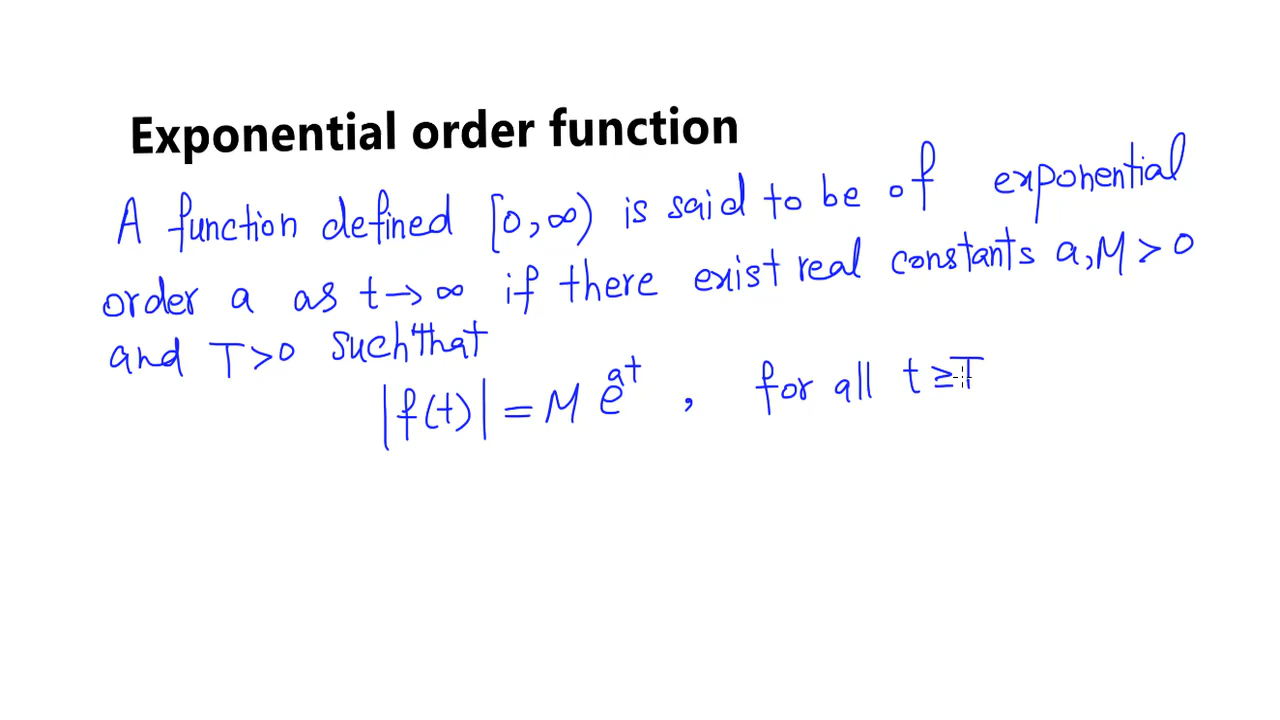 Exponential order function
A function defined [0,∞) is said to be of exponential
order a as t→∞ if there exist real constants a, M > 0
and T>0 such that
|f(t)| = M e^{at} , for all t ≥ T